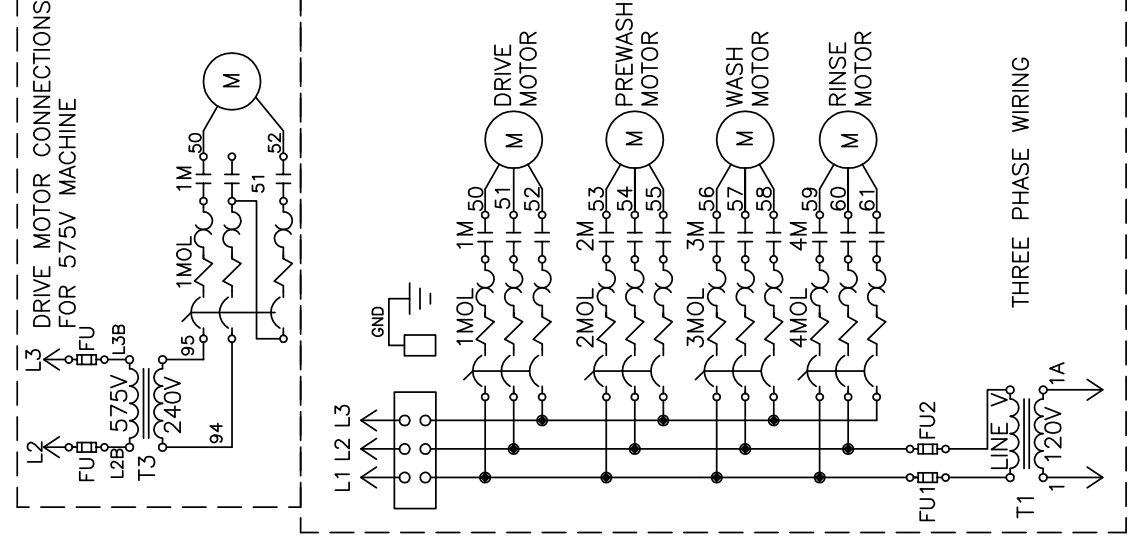 DRIVE MOTOR CONNECTIONS
FOR 575V MACHINE
L3
L2
FU
FU
L3B
L2B
575V
240V
T3
95
94
1MOL
1M
50
51
52
M
GND
L1
L2
L3
1MOL
1M
50
51
52
M
DRIVE
MOTOR
2MOL
2M
53
54
55
M
PREWASH
MOTOR
3MOL
3M
56
57
58
M
WASH
MOTOR
4MOL
4M
59
60
61
M
RINSE
MOTOR
FU1
FU2
LINE V
120V
T1
1
1A
THREE PHASE WIRING